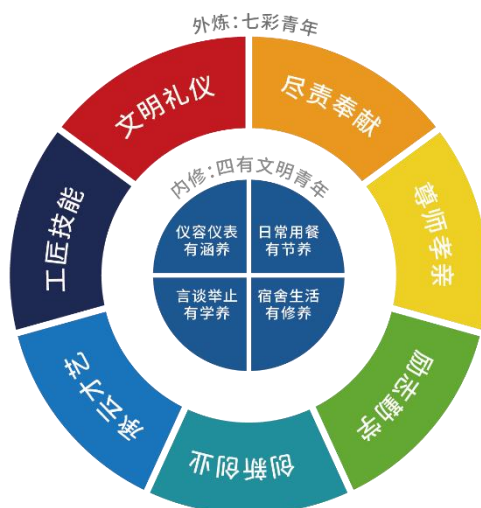 外炼:七彩青年
文明礼仪
尽责奉献
尊师孝亲
励志勤学
创新创业
承云才艺
工匠技能
内修:四有文明青年
仪容仪表
有涵养
日常用餐
有节养
言谈举止
有学养
宿舍生活
有修养